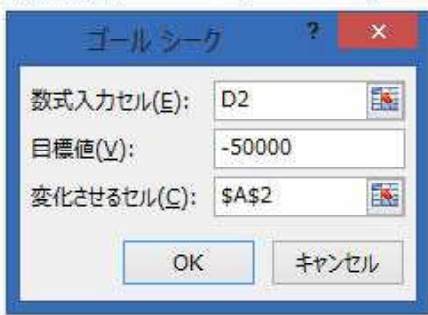 ゴール シーク ? ×
数式入力セル(E): D2
目標値(V): -50000
変化させるセル(C): $A$2
OK キャンセル